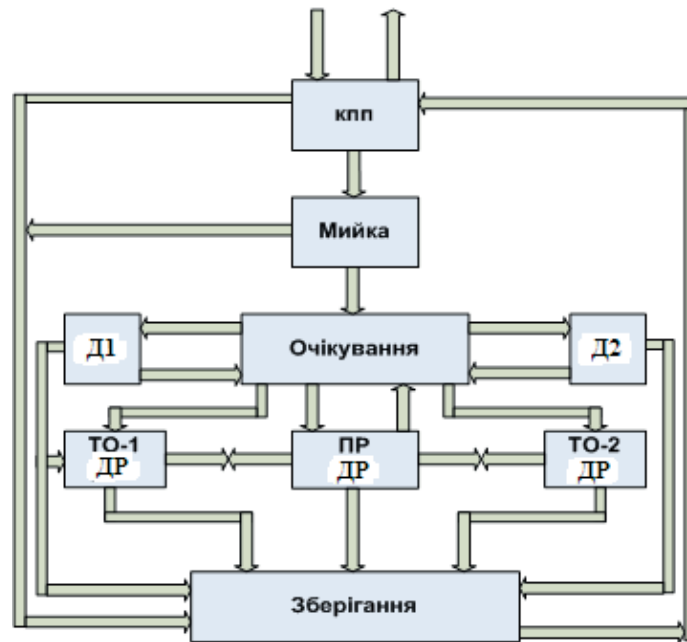 КПП
Мийка
Очікування
Д1
Д2
ТО-1
ДР
ПР
ДР
ТО-2
ДР
Зберігання